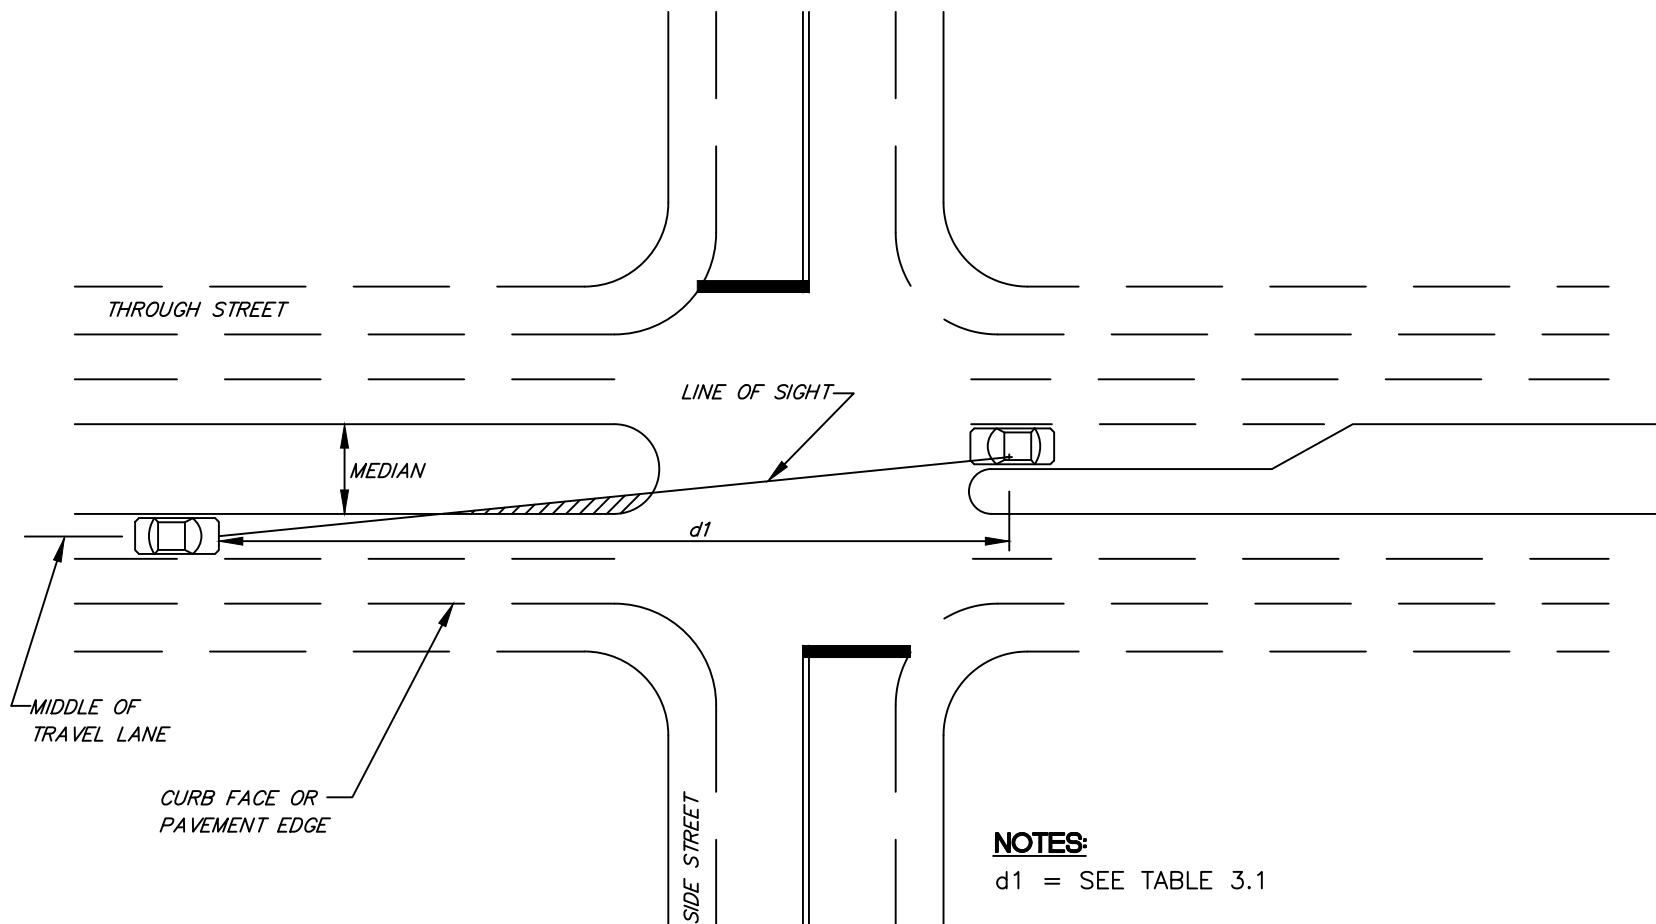 THROUGH STREET
LINE OF SIGHT
MEDIAN
d1
MIDDLE OF
TRAVEL LANE
CURB FACE OR
PAVEMENT EDGE
SIDE STREET
NOTES:
d1 = SEE TABLE 3.1